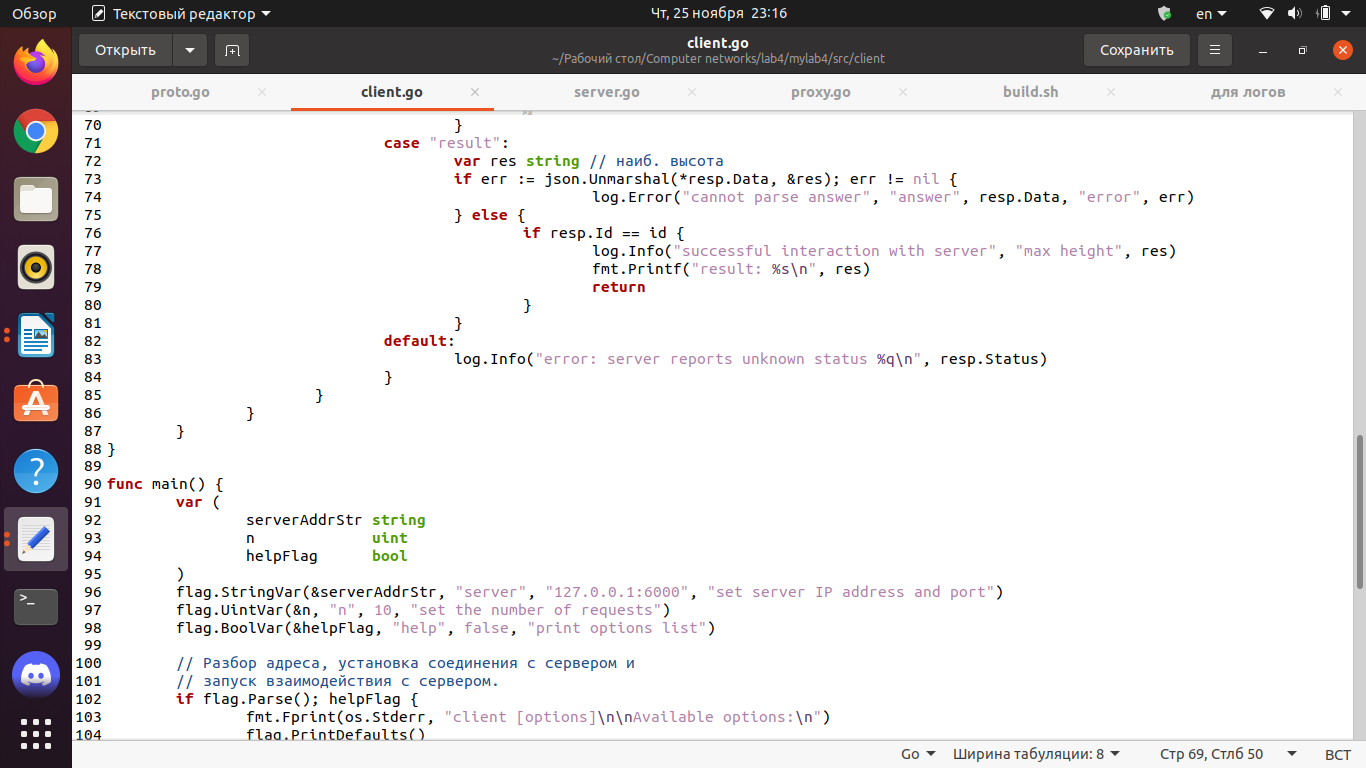 Обзор Текстовый редактор Чт, 25 ноября 23:16 en
Открыть client.go Сохранить
~/Рабочий стол/Computer networks/lab4/mylab4/src/client
proto.go client.go server.go proxy.go build.sh для логов
70 }
71 case "result":
72 var res string // наиб. высота
73 if err := json.Unmarshal(*resp.Data, &res); err != nil {
74 log.Error("cannot parse answer", "answer", resp.Data, "error", err)
75 } else {
76 if resp.Id == id {
77 log.Info("successful interaction with server", "max height", res)
78 fmt.Printf("result: %s\n", res)
79 return
80 }
81 }
82 default:
83 log.Info("error: server reports unknown status %q\n", resp.Status)
84 }
85 }
86 }
87 }
88 }
89
90 func main() {
91 var (
92 serverAddrStr string
93 n uint
94 helpFlag bool
95 )
96 flag.StringVar(&serverAddrStr, "server", "127.0.0.1:6000", "set server IP address and port")
97 flag.UintVar(&n, "n", 10, "set the number of requests")
98 flag.BoolVar(&helpFlag, "help", false, "print options list")
99
100 // Разбор адреса, установка соединения с сервером и
101 // запуск взаимодействия с сервером.
102 if flag.Parse(); helpFlag {
103 fmt.Fprint(os.Stderr, "client [options]\n\nAvailable options:\n")
104 flag.PrintDefaults()
Go Ширина табуляции: 8 Стр 69, Стлб 50 ВСТ